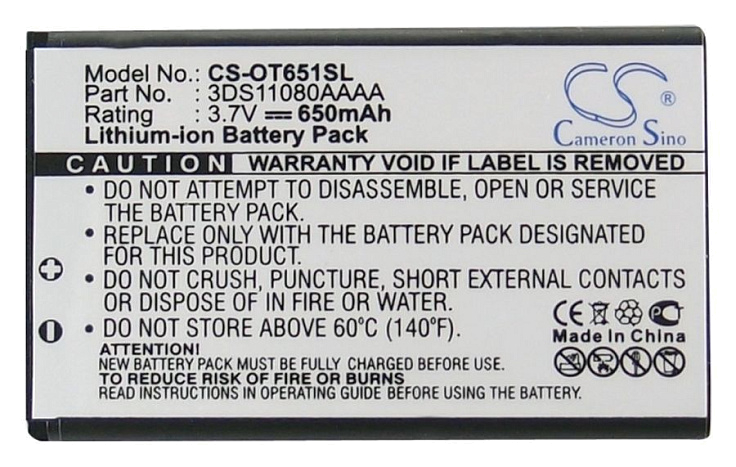 Model No.: CS-OT651SL
Part No. : 3DS11080AAAA
Rating : 3.7V 650mAh
Lithium-ion Battery Pack
CS ®
Cameron Sino
CAUTION WARRANTY VOID IF LABEL IS REMOVED
• DO NOT ATTEMPT TO DISASSEMBLE, OPEN OR SERVICE
THE BATTERY PACK.
• REPLACE ONLY WITH THE BATTERY PACK DESIGNATED
FOR THIS PRODUCT.
• DO NOT CRUSH, PUNCTURE, SHORT EXTERNAL CONTACTS
OR DISPOSE OF IN FIRE OR WATER.
• DO NOT STORE ABOVE 60°C (140°F).
CE
Made In China
ATTENTION!
NEW BATTERY PACK MUST BE FULLY CHARGED BEFORE USE.
TO REDUCE RISK OF FIRE OR BURNS
READ INSTRUCTIONS IN OPERATING GUIDE BEFORE USING THE BATTERY.